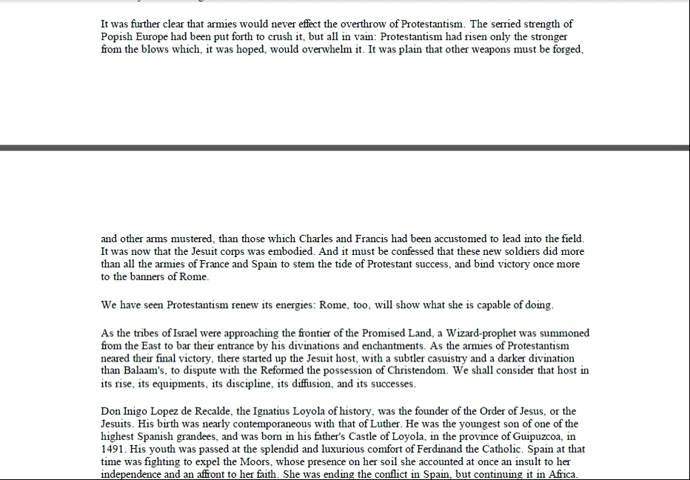 It was further clear that armies would never effect the overthrow of Protestantism. The serried strength of
Popish Europe had been put forth to crush it, but all in vain: Protestantism had risen only the stronger
from the blows which, it was hoped, would overwhelm it. It was plain that other weapons must be forged,
and other arms mustered, than those which Charles and Francis had been accustomed to lead into the field.
It was now that the Jesuit corps was embodied. And it must be confessed that these new soldiers did more
than all the armies of France and Spain to stem the tide of Protestant success, and bind victory once more
to the banners of Rome.
We have seen Protestantism renew its energies: Rome, too, will show what she is capable of doing.
As the tribes of Israel were approaching the frontier of the Promised Land, a Wizard-prophet was summoned
from the East to bar their entrance by his divinations and enchantments. As the armies of Protestantism
neared their final victory, there started up the Jesuit host, with a subtler casuistry and a darker divination
than Balaam's, to dispute with the Reformed the possession of Christendom. We shall consider that host in
its rise, its equipments, its discipline, its diffusion, and its successes.
Don Inigo Lopez de Recalde, the Ignatius Loyola of history, was the founder of the Order of Jesus, or the
Jesuits. His birth was nearly contemporaneous with that of Luther. He was the youngest son of one of the
highest Spanish grandees, and was born in his father's Castle of Loyola, in the province of Guipuzcoa, in
1491. His youth was passed at the splendid and luxurious comfort of Ferdinand the Catholic. Spain at that
time was fighting to expel the Moors, whose presence on her soil she accounted at once an insult to her
independence and an affront to her faith. She was ending the conflict in Spain, but continuing it in Africa.